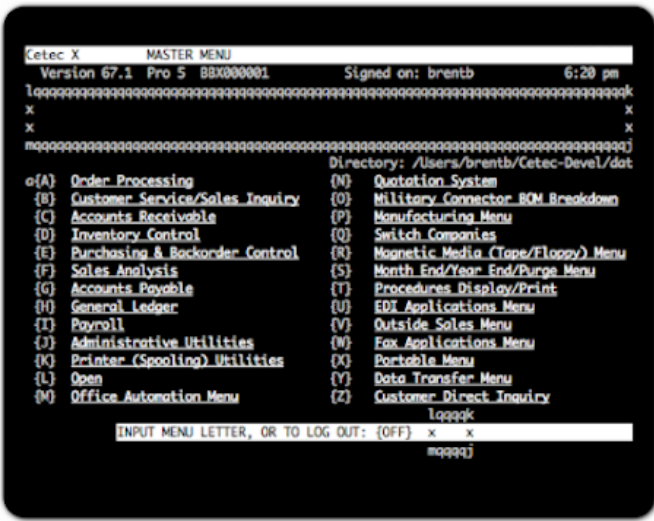 Cetec X MASTER MENU
Version 67.1 Pro 5 BBX000001 Signed on: brentb 6:20 pm
lqqqqqqqqqqqqqqqqqqqqqqqqqqqqqqqqqqqqqqqqqqqqqqqqqqqqqqqqqqqqqqqqqqqqqqqqqqqqk
x x
x x
mqqqqqqqqqqqqqqqqqqqqqqqqqqqqqqqqqqqqqqqqqqqqqqqqqqqqqqqqqqqqqqqqqqqqqqqqqqqqj
Directory: /Users/brentb/Cetec-Devel/dat
a{A} Order Processing {N} Quotation System
{B} Customer Service/Sales Inquiry {O} Military Connector BOM Breakdown
{C} Accounts Receivable {P} Manufacturing Menu
{D} Inventory Control {Q} Switch Companies
{E} Purchasing & Backorder Control {R} Magnetic Media (Tape/Floppy) Menu
{F} Sales Analysis {S} Month End/Year End/Purge Menu
{G} Accounts Payable {T} Procedures Display/Print
{H} General Ledger {U} EDI Applications Menu
{I} Payroll {V} Outside Sales Menu
{J} Administrative Utilities {W} Fax Applications Menu
{K} Printer (Spooling) Utilities {X} Portable Menu
{L} Open {Y} Data Transfer Menu
{M} Office Automation Menu {Z} Customer Direct Inquiry
lqqqqk
INPUT MENU LETTER, OR TO LOG OUT: {OFF} x x
mqqqqj